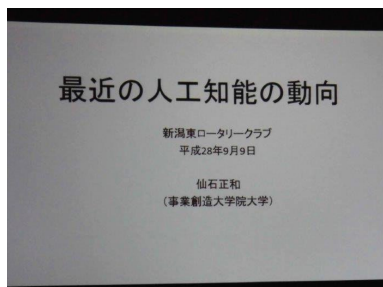 最近の人工知能の動向
新潟東ロータリークラブ
平成28年9月9日
仙石正和
(事業創造大学院大学)